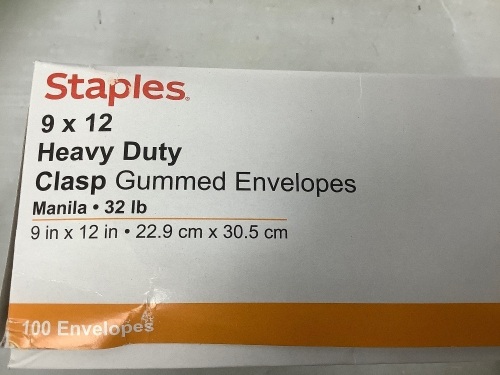 Staples®
9 x 12
Heavy Duty
Clasp Gummed Envelopes
Manila • 32 lb
9 in x 12 in • 22.9 cm x 30.5 cm
100 Envelopes